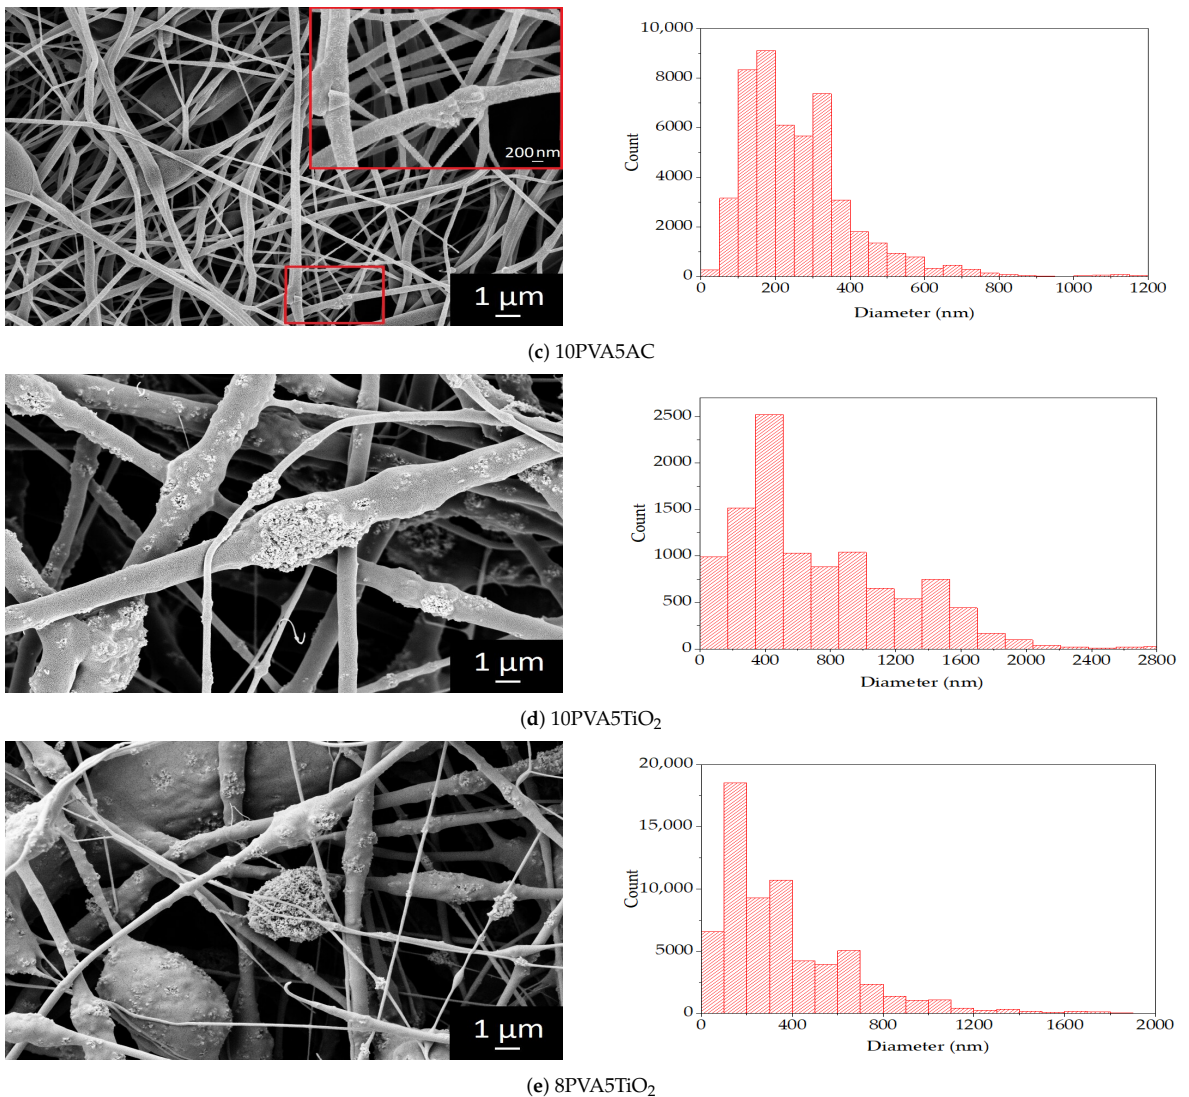 200 nm
1 µm
10,000
8000
6000
4000
2000
0
Count
0 200 400 600 800 1000 1200
Diameter (nm)
(c) 10PVA5AC
1 µm
2500
2000
1500
1000
500
0
Count
0 400 800 1200 1600 2000 2400 2800
Diameter (nm)
(d) 10PVA5TiO2
1 µm
20,000
15,000
10,000
5000
0
Count
0 400 800 1200 1600 2000
Diameter (nm)
(e) 8PVA5TiO2